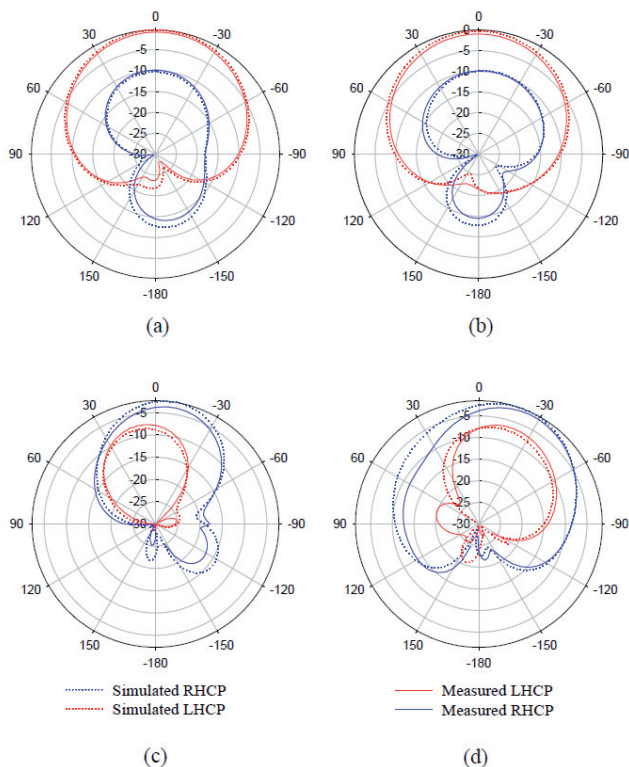 0 0
30 -30 30 -30
60 -60 60 -60
90 -90 90 -90
120 -120 120 -120
150 -150 150 -150
-180 -180
-5 -10 -15 -20 -25 -30
-0 -5 -10 -15 -20 -25 -30
(a) (b)
0 0
30 -30 30 -30
60 -60 60 -60
90 -90 90 -90
120 -120 120 -120
150 -150 150 -150
-180 -180
-5 -10 -15 -20 -25 -30
-5 -10 -15 -20 -25 -30
Simulated RHCP Measured LHCP
Simulated LHCP Measured RHCP
(c) (d)